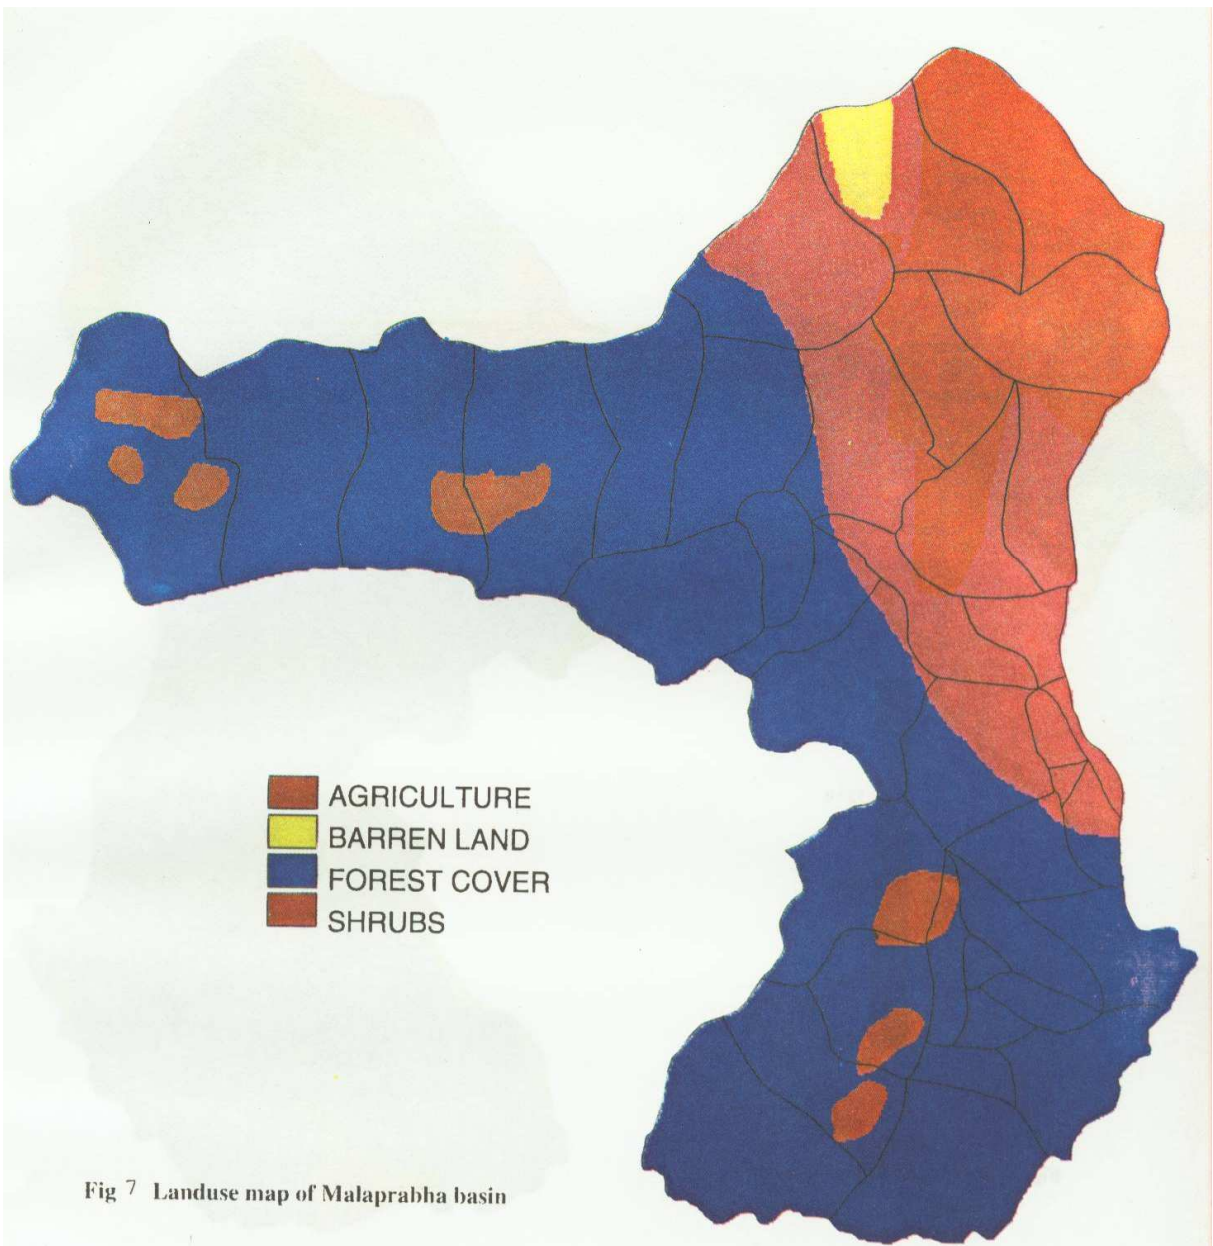 AGRICULTURE
BARREN LAND
FOREST COVER
SHRUBS
Fig 7 Landuse map of Malaprabha basin